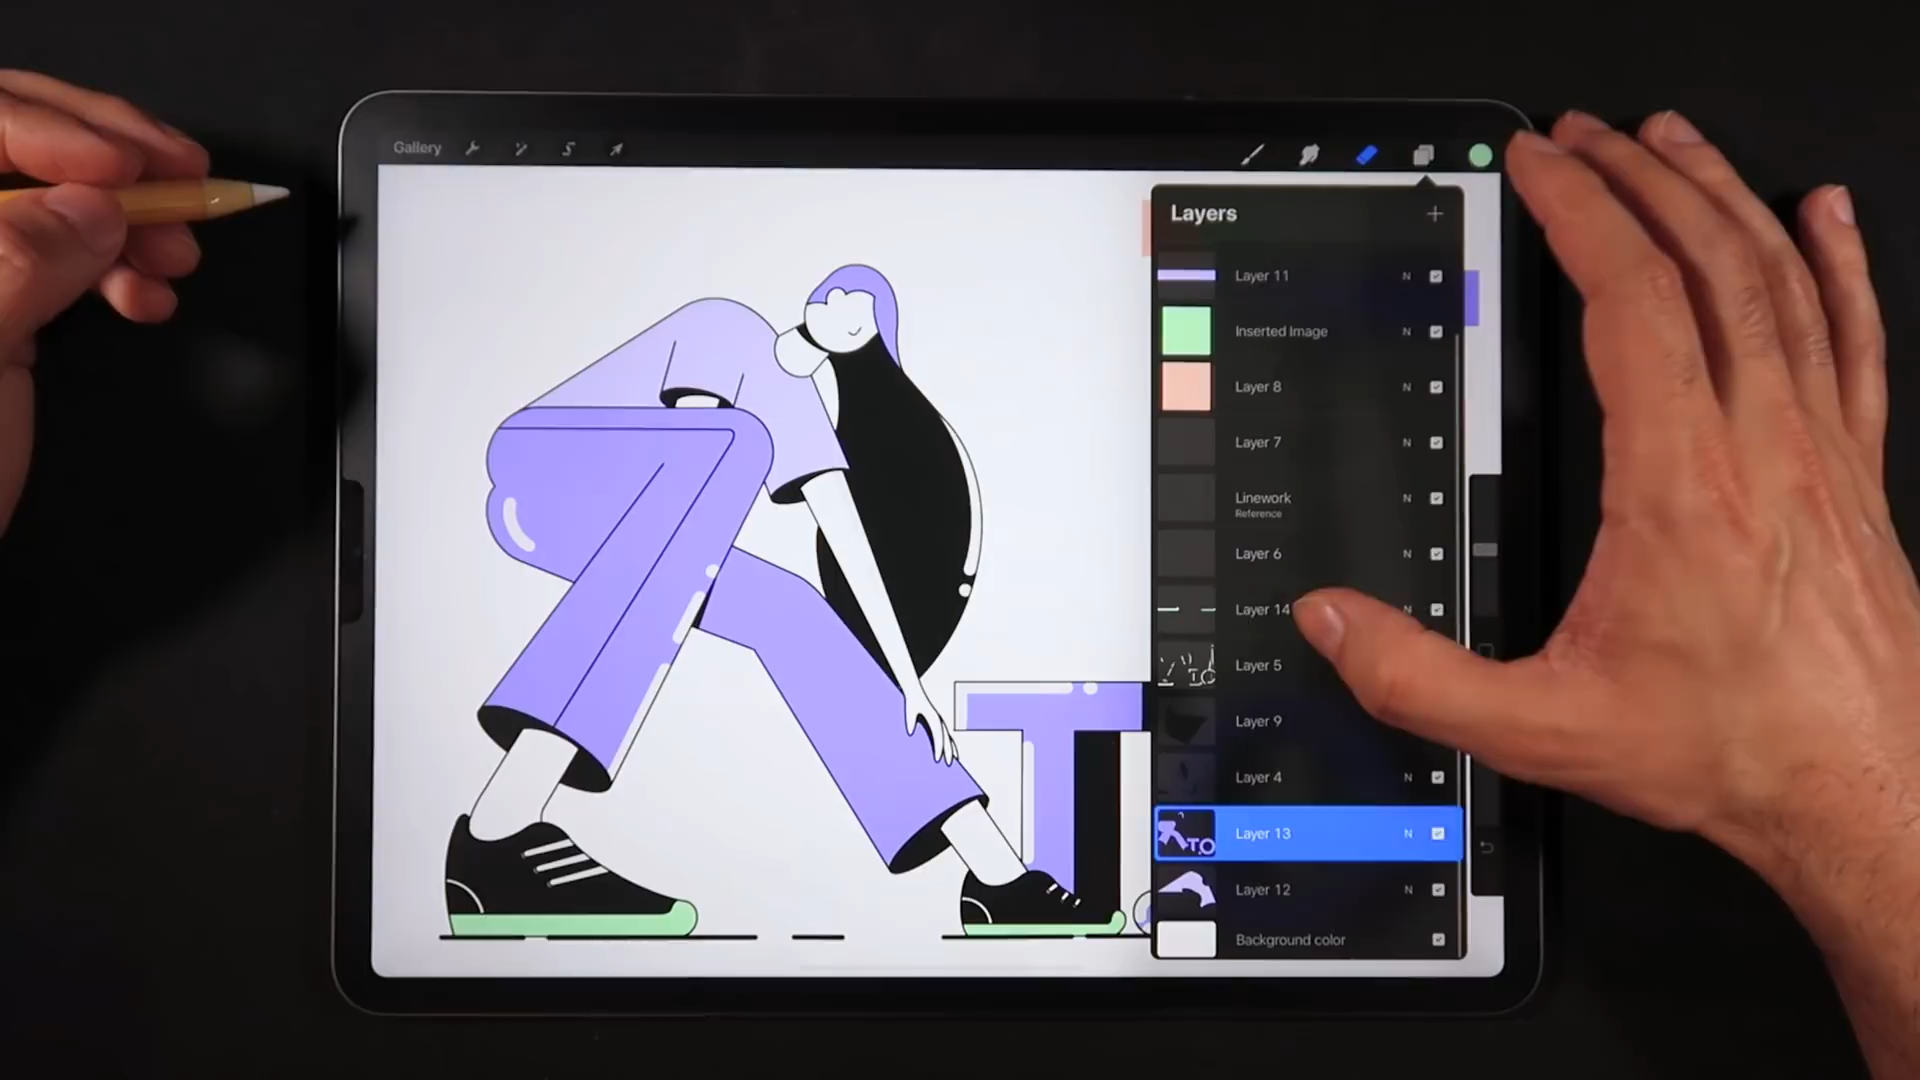 Gallery
Layers
Layer 11 N
Inserted Image N
Layer 8 N
Layer 7 N
Linework N
Reference
Layer 6 N
Layer 14 N
Layer 5
Layer 9
Layer 4 N
Layer 13 N
Layer 12 N
Background color
T